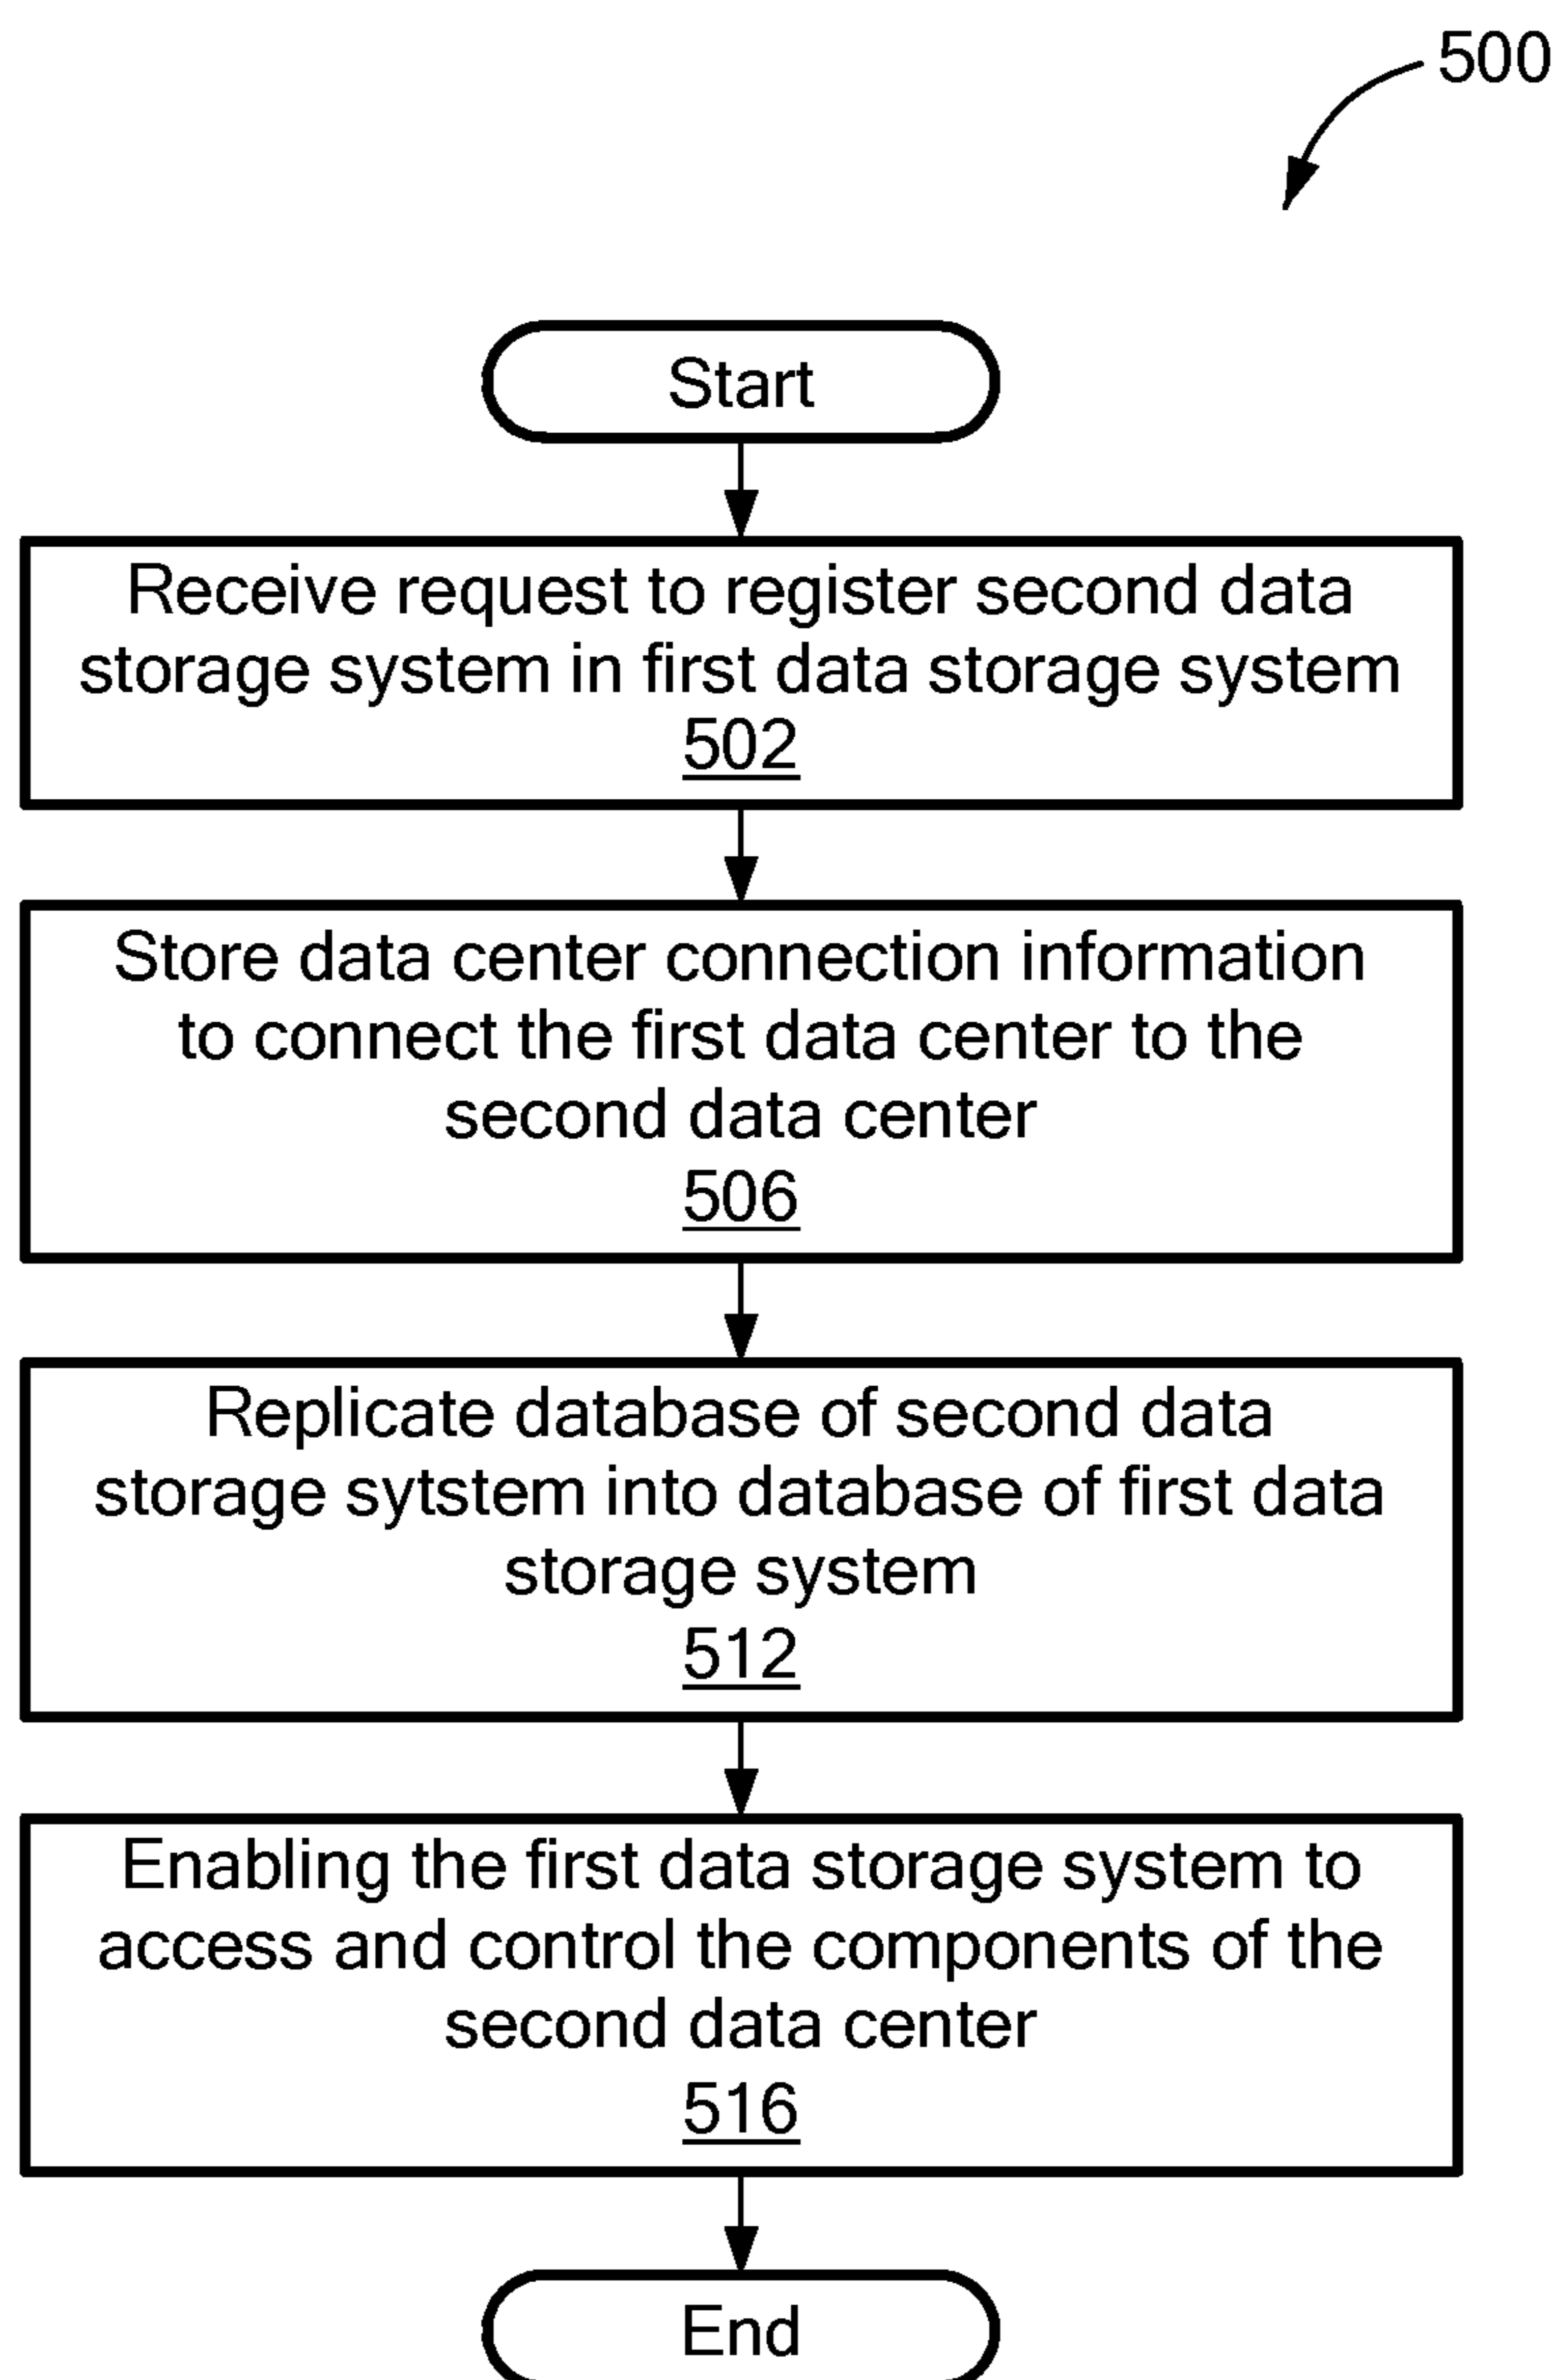 500
Start
Receive request to register second data
storage system in first data storage system
502
Store data center connection information
to connect the first data center to the
second data center
506
Replicate database of second data
storage sytstem into database of first data
storage system
512
Enabling the first data storage system to
access and control the components of the
second data center
516
End